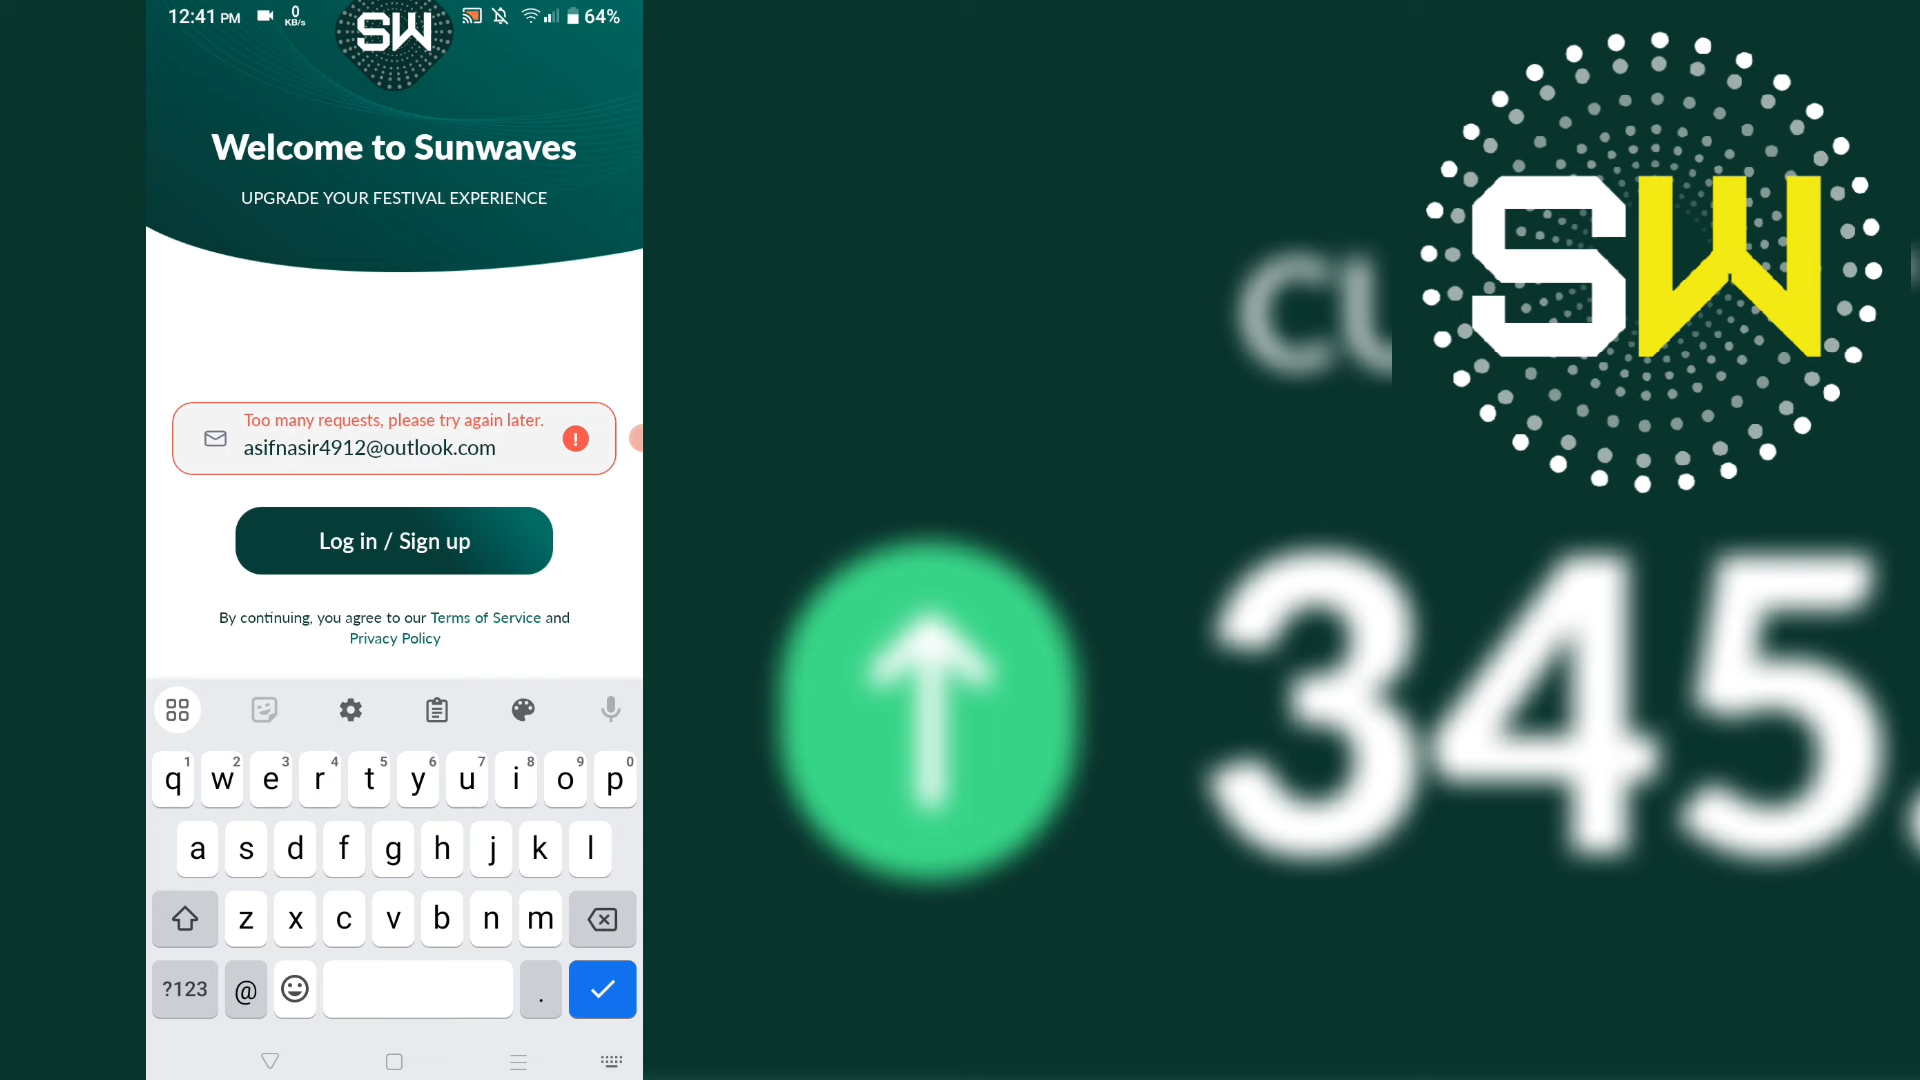 12:41 PM 0 KB/s 64%
SW
Welcome to Sunwaves
UPGRADE YOUR FESTIVAL EXPERIENCE
Too many requests, please try again later.
asifnasir4912@outlook.com
!
Log in / Sign up
By continuing, you agree to our Terms of Service and
Privacy Policy
1 2 3 4 5 6 7 8 9 0
q w e r t y u i o p
a s d f g h j k l
z x c v b n m
?123 @ .
SW
345